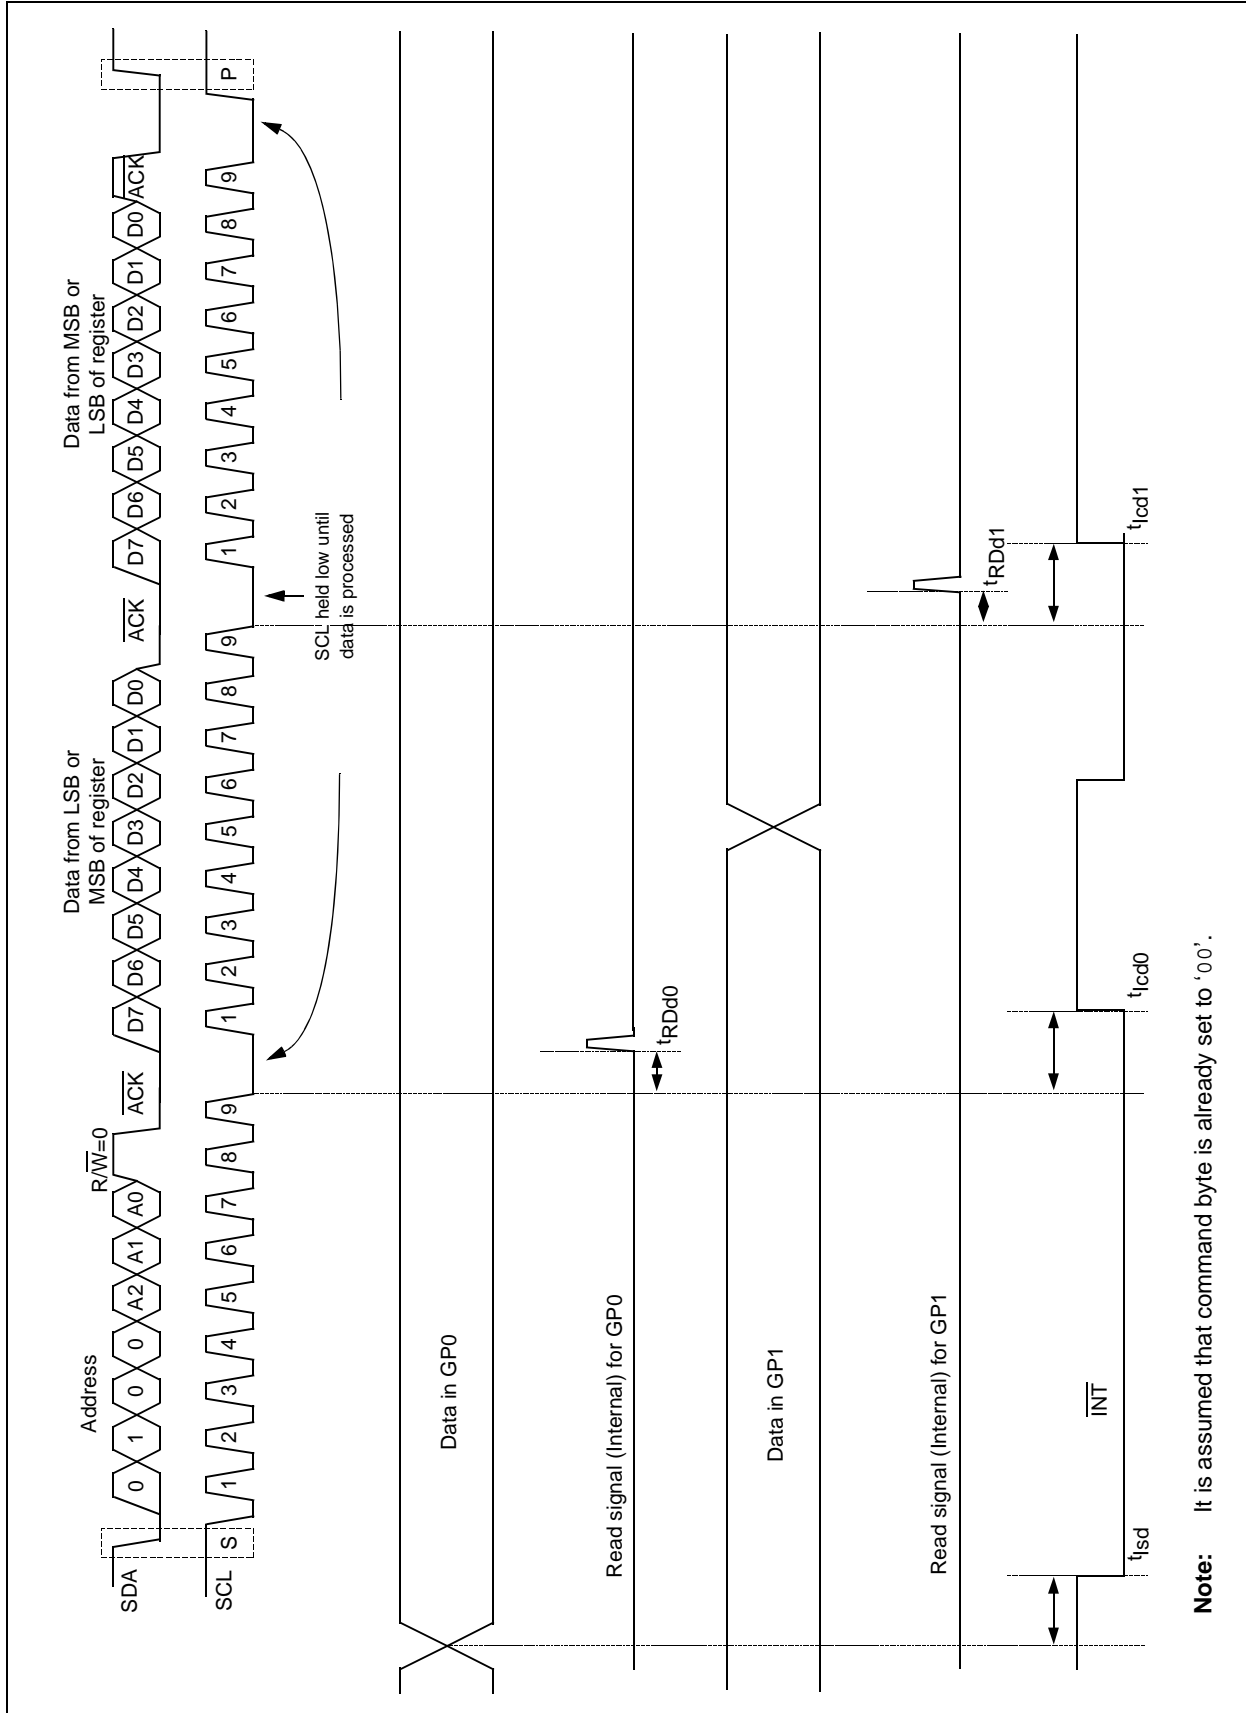 Address
R/W=0
Data from LSB or
MSB of register
Data from MSB or
LSB of register
SDA
0 1 0 0 A2 A1 A0
ACK
D7 D6 D5 D4 D3 D2 D1 D0
ACK
D7 D6 D5 D4 D3 D2 D1 D0
ACK
SCL
S 1 2 3 4 5 6 7 8 9
1 2 3 4 5 6 7 8 9
1 2 3 4 5 6 7 8 9
P
SCL held low until
data is processed
Data in GP0
Read signal (Internal) for GP0
tRDd0
Data in GP1
Read signal (Internal) for GP1
tRDd1
INT
tIsd
tIcd0
tIcd1
Note: It is assumed that command byte is already set to ‘00’.